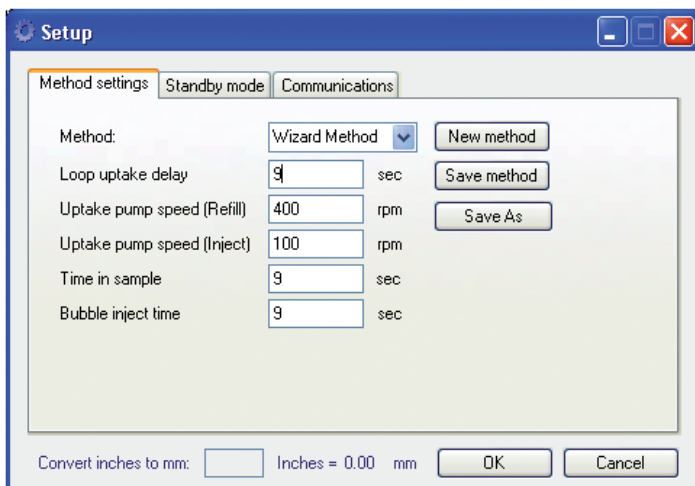 Setup
Method settings Standby mode Communications
Method: Wizard Method New method
Loop uptake delay 9 sec Save method
Uptake pump speed (Refill) 400 rpm Save As
Uptake pump speed (Inject) 100 rpm
Time in sample 9 sec
Bubble inject time 9 sec
Convert inches to mm: Inches = 0.00 mm OK Cancel